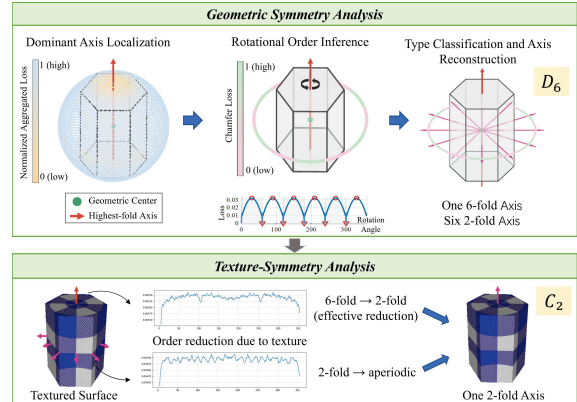 Geometric Symmetry Analysis
Dominant Axis Localization
Normalized Aggregated Loss
1 (high)
0 (low)
Geometric Center
Highest-fold Axis
Rotational Order Inference
Chamfer Loss
1 (high)
0 (low)
0.03
0.02
0.01
Loss
0
100
200
300
Rotation
Angle
Type Classification and Axis
Reconstruction
D₆
One 6-fold Axis
Six 2-fold Axis
Texture-Symmetry Analysis
Textured Surface
Order reduction due to texture
6-fold → 2-fold
(effective reduction)
2-fold → aperiodic
C₂
One 2-fold Axis